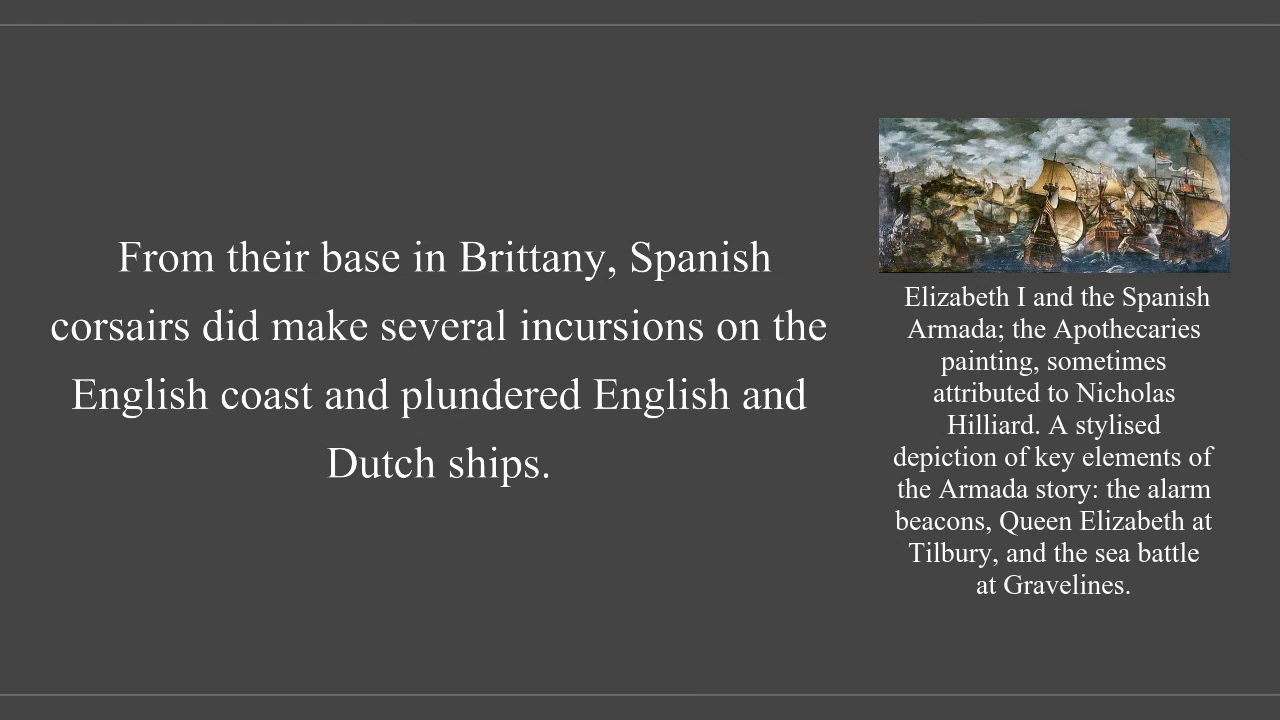 From their base in Brittany, Spanish
corsairs did make several incursions on the
English coast and plundered English and
Dutch ships.
Elizabeth I and the Spanish
Armada; the Apothecaries
painting, sometimes
attributed to Nicholas
Hilliard. A stylised
depiction of key elements of
the Armada story: the alarm
beacons, Queen Elizabeth at
Tilbury, and the sea battle
at Gravelines.